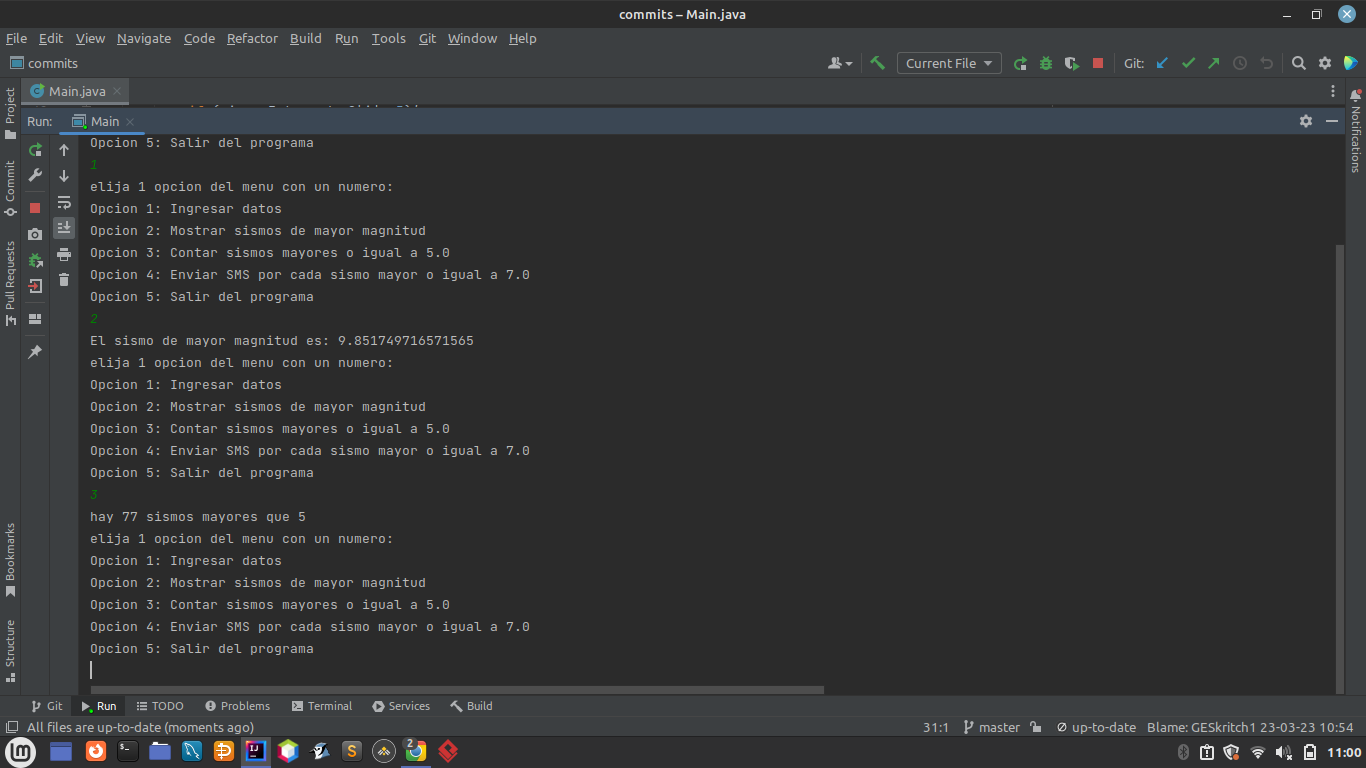 commits – Main.java
File Edit View Navigate Code Refactor Build Run Tools Git Window Help
commits
Current File
Git:
Main.java
Run: Main
Opcion 5: Salir del programa
1
elija 1 opcion del menu con un numero:
Opcion 1: Ingresar datos
Opcion 2: Mostrar sismos de mayor magnitud
Opcion 3: Contar sismos mayores o igual a 5.0
Opcion 4: Enviar SMS por cada sismo mayor o igual a 7.0
Opcion 5: Salir del programa
2
El sismo de mayor magnitud es: 9.851749716571565
elija 1 opcion del menu con un numero:
Opcion 1: Ingresar datos
Opcion 2: Mostrar sismos de mayor magnitud
Opcion 3: Contar sismos mayores o igual a 5.0
Opcion 4: Enviar SMS por cada sismo mayor o igual a 7.0
Opcion 5: Salir del programa
3
hay 77 sismos mayores que 5
elija 1 opcion del menu con un numero:
Opcion 1: Ingresar datos
Opcion 2: Mostrar sismos de mayor magnitud
Opcion 3: Contar sismos mayores o igual a 5.0
Opcion 4: Enviar SMS por cada sismo mayor o igual a 7.0
Opcion 5: Salir del programa
Project
Commit
Pull Requests
Bookmarks
Structure
Notifications
Git Run TODO Problems Terminal Services Build
All files are up-to-date (moments ago)
31:1 master up-to-date Blame: GESkritch1 23-03-23 10:54
2
11:00